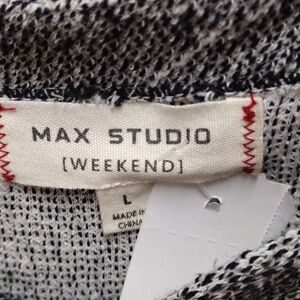 MAX STUDIO
[WEEKEND]
L
MADE IN
CHINA